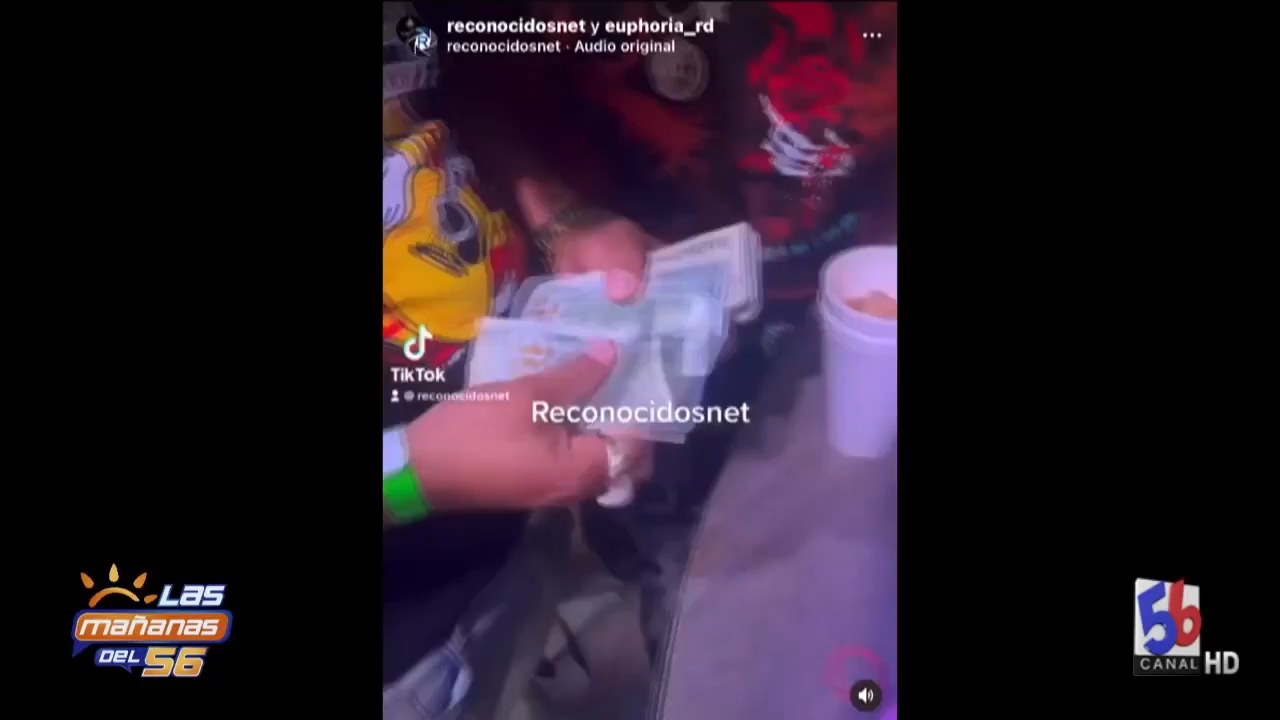 reconocidosnet y euphoria_rd
reconocidosnet · Audio original
TikTok
@ reconocidosnet
Reconocidosnet
LAS
mañanas
DEL 56
56
CANAL HD